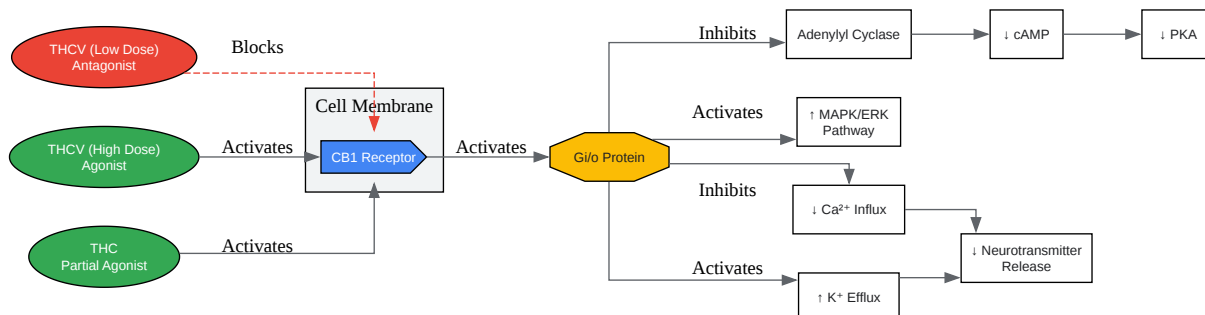 THCV (Low Dose)
Antagonist
Blocks
THCV (High Dose)
Agonist
Activates
THC
Partial Agonist
Activates
Cell Membrane
CB1 Receptor
Activates
Gi/o Protein
Inhibits
Adenylyl Cyclase
↓ cAMP
↓ PKA
Activates
↑ MAPK/ERK
Pathway
Inhibits
↓ Ca²⁺ Influx
Activates
↑ K⁺ Efflux
↓ Neurotransmitter
Release